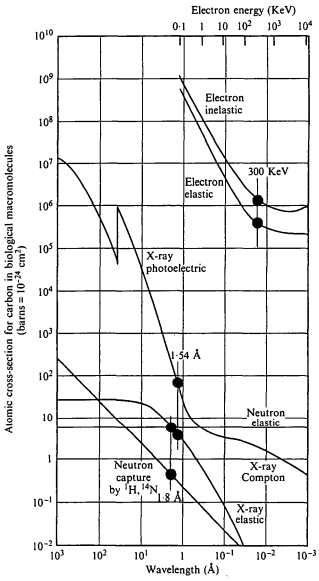 Electron energy (KeV)
0·1 1 10 10² 10³ 10⁴
10¹⁰
10⁹
10⁸
10⁷
10⁶
10⁵
10⁴
10³
10²
10
1
10⁻¹
10⁻²
Atomic cross-section for carbon in biological macromolecules
(barns = 10⁻²⁴ cm²)
Electron
inelastic
300 KeV
Electron
elastic
X-ray
photoelectric
1·54 Å
Neutron
elastic
Neutron
capture
by ¹H, ¹⁴N
1·8 Å
X-ray
Compton
X-ray
elastic
10³ 10² 10¹ 1 10⁻¹ 10⁻² 10⁻³
Wavelength (Å)